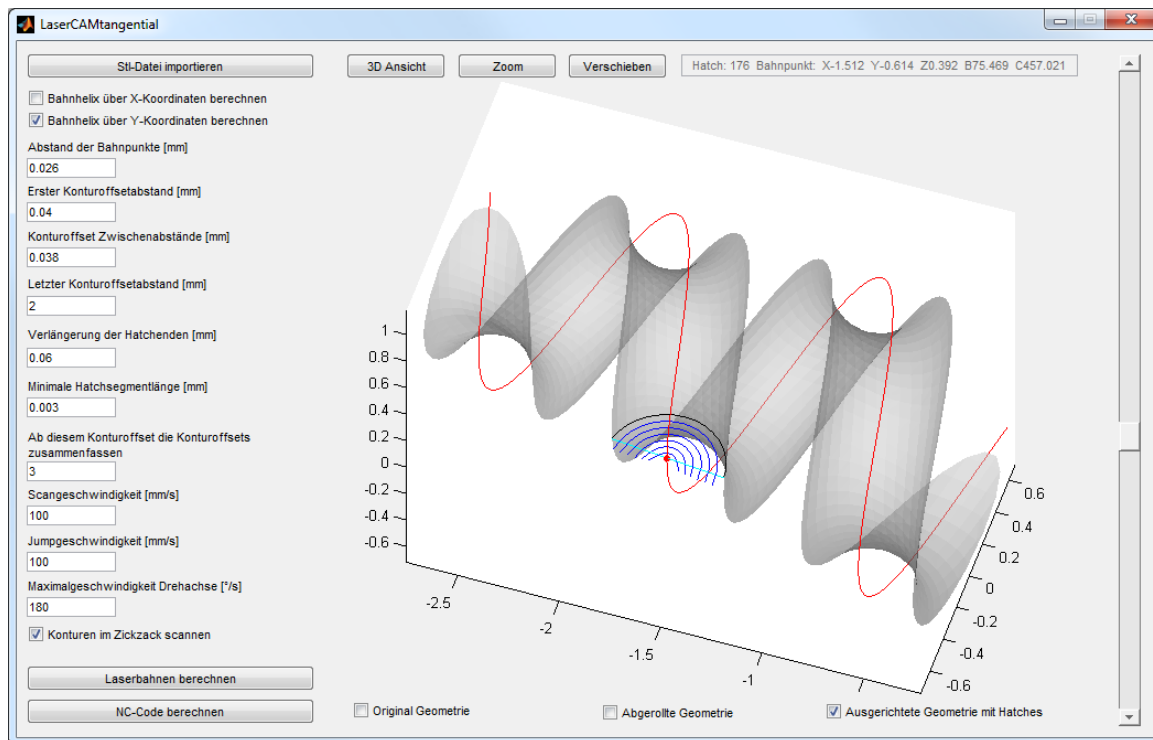 LaserCAMtangential
Stl-Datei importieren
3D Ansicht
Zoom
Verschieben
Hatch: 176 Bahnpunkt: X-1.512 Y-0.614 Z0.392 B75.469 C457.021
Bahnhelix über X-Koordinaten berechnen
Bahnhelix über Y-Koordinaten berechnen
Abstand der Bahnpunkte [mm]
0.026
Erster Konturoffsetabstand [mm]
0.04
Konturoffset Zwischenabstände [mm]
0.038
Letzter Konturoffsetabstand [mm]
2
Verlängerung der Hatchenden [mm]
0.06
Minimale Hatchsegmentlänge [mm]
0.003
Ab diesem Konturoffset die Konturoffsets
zusammenfassen
3
Scangeschwindigkeit [mm/s]
100
Jumpgeschwindigkeit [mm/s]
100
Maximalgeschwindigkeit Drehachse [°/s]
180
Konturen im Zickzack scannen
Laserbahnen berechnen
NC-Code berechnen
1
0.8
0.6
0.4
0.2
0
-0.2
-0.4
-0.6
-2.5
-2
-1.5
-1
0.6
0.4
0.2
0
-0.2
-0.4
-0.6
Original Geometrie
Abgerollte Geometrie
Ausgerichtete Geometrie mit Hatches